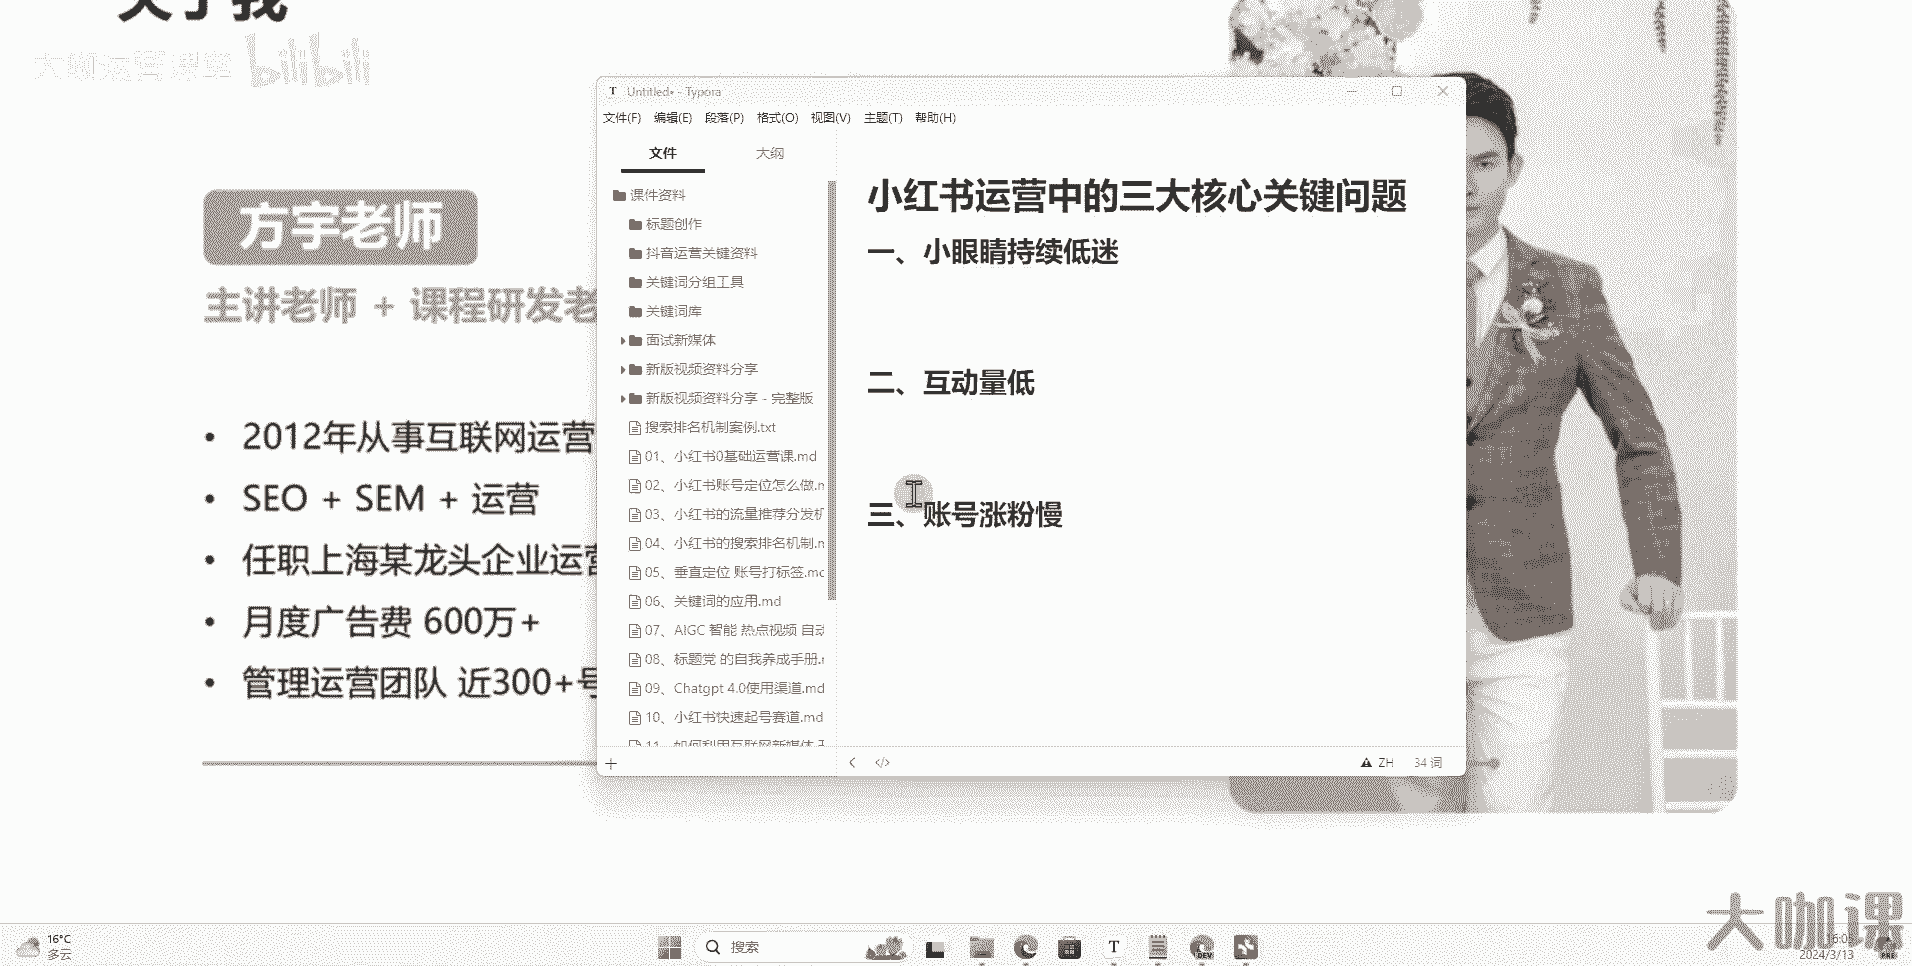 关于我
大咖运营课堂 bilibili
方宇老师
主讲老师 + 课程研发老
• 2012年从事互联网运营
• SEO + SEM + 运营
• 任职上海某龙头企业运营
• 月度广告费 600万+
• 管理运营团队 近300+号
T Untitled• - Typora
文件(F) 编辑(E) 段落(P) 格式(O) 视图(V) 主题(T) 帮助(H)
文件 大纲
课件资料
标题创作
抖音运营关键资料
关键词分组工具
关键词库
面试新媒体
新版视频资料分享
新版视频资料分享 - 完整版
搜索排名机制案例.txt
01、小红书0基础运营课.md
02、小红书账号定位怎么做.m
03、小红书的流量推荐分发机
04、小红书的搜索排名机制.m
05、垂直定位 账号打标签.mc
06、关键词的应用.md
07、AIGC 智能 热点视频 自动
08、标题党 的自我养成手册.
09、Chatgpt 4.0使用渠道.md
10、小红书快速起号赛道.md
11、如何利用互联网新媒体
小红书运营中的三大核心关键问题
一、小眼睛持续低迷
二、互动量低
三、账号涨粉慢
ZH 34 词
16°C
多云
搜索
T
DEV
大咖课
2024/3/13
PRE